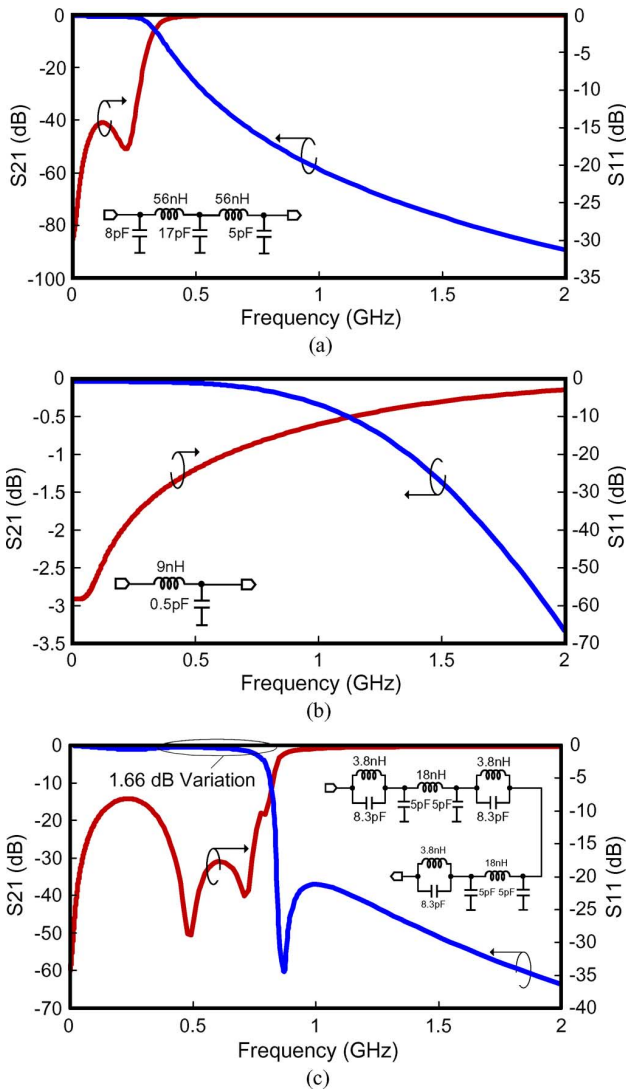 0
-20
-40
-60
-80
-100
S21 (dB)
0
-5
-10
-15
-20
-25
-30
-35
S11 (dB)
56nH 56nH
8pF 17pF 5pF
0 0.5 1 1.5 2
Frequency (GHz)
(a)
0
-0.5
-1
-1.5
-2
-2.5
-3
-3.5
S21 (dB)
0
-10
-20
-30
-40
-50
-60
-70
S11 (dB)
9nH
0.5pF
0 0.5 1 1.5 2
Frequency (GHz)
(b)
0
-10
-20
-30
-40
-50
-60
-70
S21 (dB)
0
-5
-10
-15
-20
-25
-30
-35
-40
S11 (dB)
1.66 dB Variation
3.8nH 18nH 3.8nH
8.3pF 5pF 5pF 8.3pF
3.8nH 18nH
8.3pF 5pF 5pF
0 0.5 1 1.5 2
Frequency (GHz)
(c)